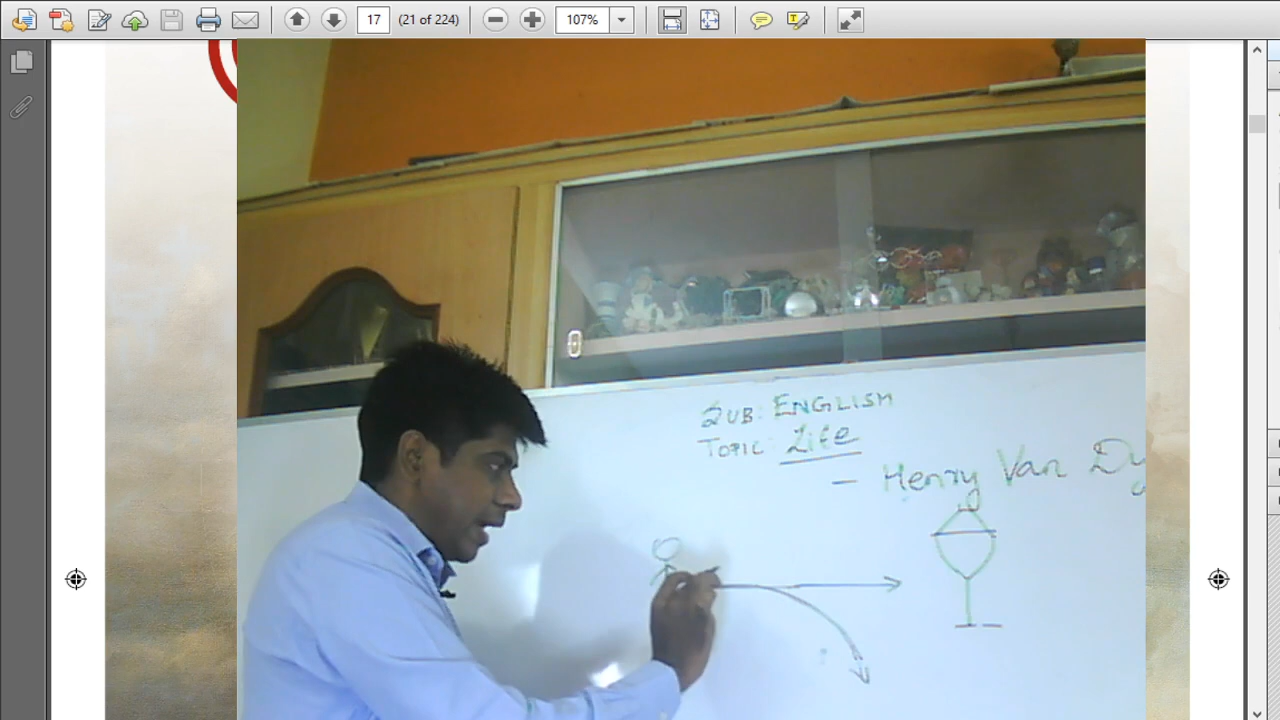 17 (21 of 224) 107%
SUB: ENGLISH
TOPIC: Life
- Henry Van Dy